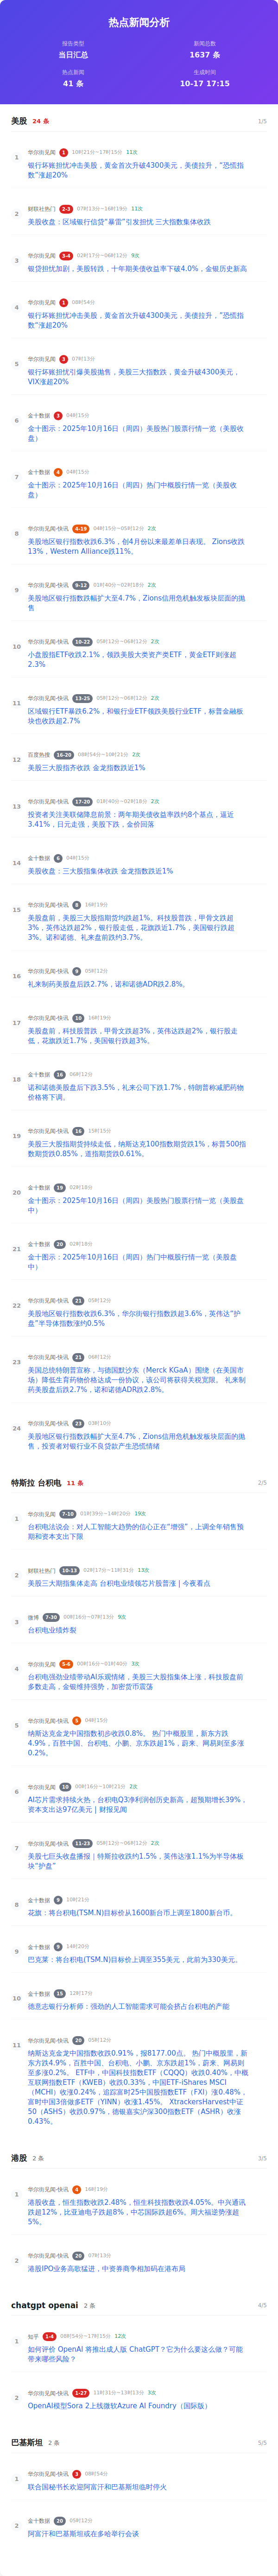 热点新闻分析
报告类型
新闻总数
当日汇总
1637 条
热点新闻
生成时间
41 条
10-17 17:15
美股 24 条 1/5
1
华尔街见闻 1 10时21分~17时15分 11次
银行坏账担忧冲击美股，黄金首次升破4300美元，美债拉升，“恐慌指
数”涨超20%
2
财联社热门 2-3 07时13分~16时19分 11次
美股收盘：区域银行信贷“暴雷”引发担忧 三大指数集体收跌
3
华尔街见闻 3-4 02时17分~06时12分 9次
银贷担忧加剧，美股转跌，十年期美债收益率下破4.0%，金银历史新高
4
华尔街见闻 1 08时54分
银行坏账担忧冲击美股，黄金首次升破4300美元，美债拉升，“恐慌指
数”涨超20%
5
华尔街见闻 3 07时13分
银行坏账担忧引爆美股抛售，美股三大指数跌，黄金升破4300美元，
VIX涨超20%
6
金十数据 3 04时15分
金十图示：2025年10月16日（周四）美股热门股票行情一览（美股收
盘）
7
金十数据 4 04时15分
金十图示：2025年10月16日（周四）美股热门中概股行情一览（美股收
盘）
8
华尔街见闻-快讯 4-19 04时15分~05时12分 2次
美股地区银行指数收跌6.3%，创4月份以来最差单日表现。 Zions收跌
13%，Western Alliance跌11%。
9
华尔街见闻-快讯 9-12 01时40分~02时18分 2次
美股地区银行指数跌幅扩大至4.7%，Zions信用危机触发板块层面的抛
售
10
华尔街见闻-快讯 10-22 05时12分~06时12分 2次
小盘股指ETF收跌2.1%，领跌美股大类资产类ETF，黄金ETF则涨超
2.3%
11
华尔街见闻-快讯 13-25 05时12分~06时12分 2次
区域银行ETF暴跌6.2%，和银行业ETF领跌美股行业ETF，标普金融板
块也收跌超2.7%
12
百度热搜 16-20 08时54分~10时21分 2次
美股三大股指齐收跌 金龙指数跌近1%
13
华尔街见闻-快讯 17-20 01时40分~02时18分 2次
投资者关注美联储降息前景：两年期美债收益率跌约8个基点，逼近
3.41%，日元走强，美股下跌，金价回落
14
金十数据 6 04时15分
美股收盘：三大股指集体收跌 金龙指数跌近1%
15
华尔街见闻-快讯 8 16时19分
美股盘前，美股三大股指期货均跌超1%。科技股普跌，甲骨文跌超
3%，英伟达跌超2%，银行股走低，花旗跌近1.7%，美国银行跌超
3%。诺和诺德、礼来盘前跌约3.7%。
16
华尔街见闻-快讯 9 05时12分
礼来制药美股盘后跌2.7%，诺和诺德ADR跌2.8%。
17
华尔街见闻-快讯 10 16时19分
美股盘前，科技股普跌，甲骨文跌超3%，英伟达跌超2%，银行股走
低，花旗跌近1.7%，美国银行跌超3%。
18
金十数据 16 06时12分
诺和诺德美股盘后下跌3.5%，礼来公司下跌1.7%，特朗普称减肥药物
价格将下调。
19
华尔街见闻-快讯 16 15时15分
美股三大股指期货持续走低，纳斯达克100指数期货跌1%，标普500指
数期货跌0.85%，道指期货跌0.61%。
20
金十数据 19 02时18分
金十图示：2025年10月16日（周四）美股热门股票行情一览（美股盘
中）
21
金十数据 20 02时18分
金十图示：2025年10月16日（周四）美股热门中概股行情一览（美股盘
中）
22
华尔街见闻-快讯 21 05时12分
美股地区银行指数收跌6.3%，华尔街银行指数跌超3.6%，英伟达“护
盘”半导体指数涨约0.5%
23
华尔街见闻-快讯 21 06时12分
美国总统特朗普宣称，与德国默沙东（Merck KGaA）围绕（在美国市
场）降低生育药物价格达成一份协议，该公司将获得关税宽限。 礼来制
药美股盘后跌2.7%，诺和诺德ADR跌2.8%。
24
华尔街见闻-快讯 23 03时10分
美股地区银行指数跌幅扩大至4.7%，Zions信用危机触发板块层面的抛
售，投资者对银行业不良贷款产生恐慌情绪
特斯拉 台积电 11 条 2/5
1
华尔街见闻 7-10 01时39分~14时20分 19次
台积电法说会：对人工智能大趋势的信心正在“增强”，上调全年销售预
期和资本支出下限
2
财联社热门 10-13 02时17分~11时31分 13次
美股三大期指集体走高 台积电业绩领芯片股普涨 | 今夜看点
3
微博 7-30 00时16分~07时13分 9次
台积电业绩炸裂
4
华尔街见闻 5-6 00时16分~01时40分 3次
台积电强劲业绩带动AI乐观情绪，美股三大股指集体上涨，科技股盘前
多数走高，金银维持强势，加密货币震荡
5
华尔街见闻-快讯 5 04时15分
纳斯达克金龙中国指数初步收跌0.8%。 热门中概股里，新东方跌
4.9%，百胜中国、台积电、小鹏、京东跌超1%，蔚来、网易则至多涨
0.2%。
6
华尔街见闻 10 00时16分~10时21分 2次
AI芯片需求持续火热，台积电Q3净利润创历史新高，超预期增长39%，
资本支出达97亿美元 | 财报见闻
7
华尔街见闻-快讯 11-23 05时12分~06时12分 2次
美股七巨头收盘播报｜特斯拉收跌约1.5%，英伟达涨1.1%为半导体板
块“护盘”
8
金十数据 9 10时21分
花旗：将台积电(TSM.N)目标价从1600新台币上调至1800新台币。
9
金十数据 9 14时20分
巴克莱：将台积电(TSM.N)目标价上调至355美元，此前为330美元。
10
金十数据 15 12时17分
德意志银行分析师：强劲的人工智能需求可能会挤占台积电的产能
11
华尔街见闻-快讯 20 05时12分
纳斯达克金龙中国指数收跌0.91%，报8177.00点。 热门中概股里，新
东方跌4.9%，百胜中国、台积电、小鹏、京东跌超1%，蔚来、网易则
至多涨0.2%。 ETF中，中国科技指数ETF（CQQQ）收跌0.40%，中概
互联网指数ETF（KWEB）收跌0.33%，中国ETF-iShares MSCI
（MCHI）收涨0.24%，追踪富时25中国股指数ETF（FXI）涨0.48%，
富时中国3倍做多ETF（YINN）收涨1.45%。 XtrackersHarvest中证
500（ASHS）收跌0.97%，德银嘉实沪深300指数ETF（ASHR）收涨
0.43%。
港股 2 条 3/5
1
华尔街见闻-快讯 4 16时19分
港股收盘，恒生指数收跌2.48%，恒生科技指数收跌4.05%。中兴通讯
跌超12%，比亚迪电子跌超8%，中芯国际跌超6%。周大福逆势涨超
5%。
2
华尔街见闻-快讯 20 07时13分
港股IPO业务高歌猛进，中资券商争相加码在港布局
chatgpt openai 2 条 4/5
1
知乎 1-4 08时54分~17时15分 12次
如何评价 OpenAI 将推出成人版 ChatGPT？它为什么要这么做？可能
带来哪些风险？
2
华尔街见闻-快讯 1-27 11时31分~13时13分 3次
OpenAI模型Sora 2上线微软Azure AI Foundry（国际版）
巴基斯坦 2 条 5/5
1
华尔街见闻-快讯 3 08时54分
联合国秘书长欢迎阿富汗和巴基斯坦临时停火
2
金十数据 20 05时12分
阿富汗和巴基斯坦或在多哈举行会谈